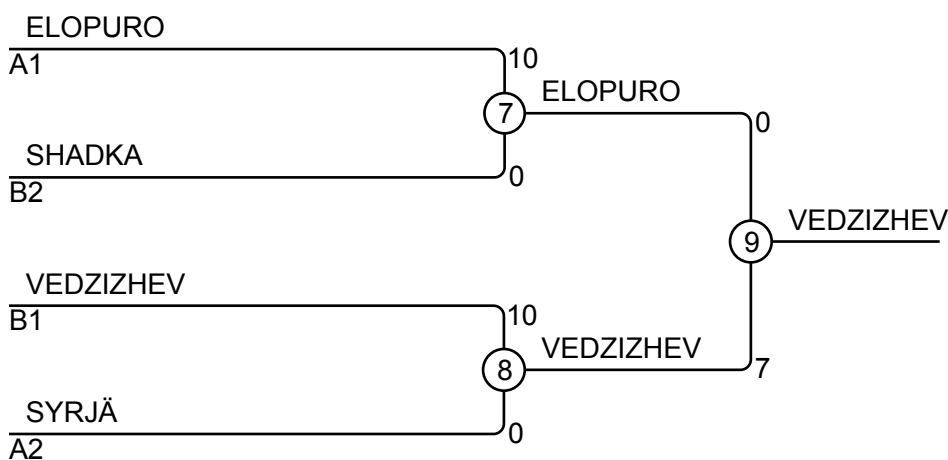 ELOPURO
A1
10
7
ELOPURO
0
SHADKA
B2
0
9
VEDZIZHEV
VEDZIZHEV
B1
10
8
VEDZIZHEV
7
SYRJÄ
A2
0